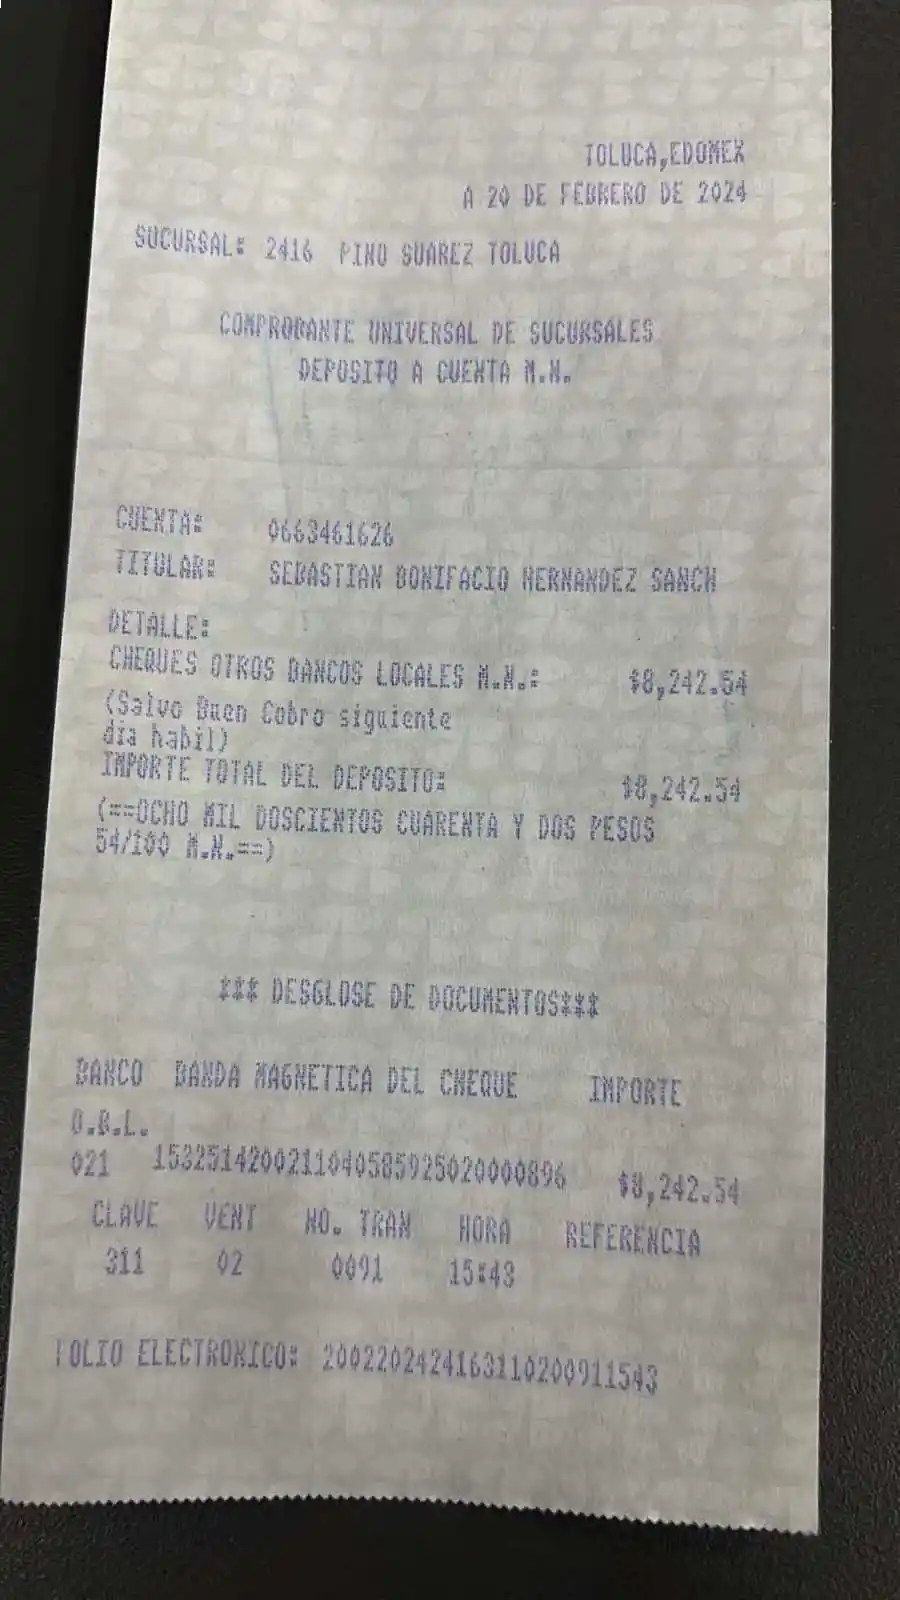 TOLUCA,EDOMEX
A 20 DE FEBRERO DE 2024
SUCURSAL: 2416 PINO SUAREZ TOLUCA
COMPROBANTE UNIVERSAL DE SUCURSALES
DEPOSITO A CUENTA M.N.
CUENTA: 0663461626
TITULAR: SEBASTIAN BONIFACIO HERNANDEZ SANCH
DETALLE:
CHEQUES OTROS BANCOS LOCALES M.N.: $8,242.54
(Salvo Buen Cobro siguiente
dia habil)
IMPORTE TOTAL DEL DEPOSITO: $8,242.54
(==OCHO MIL DOSCIENTOS CUARENTA Y DOS PESOS
54/100 M.N.==)
*** DESGLOSE DE DOCUMENTOS***
BANCO BANDA MAGNETICA DEL CHEQUE IMPORTE
O.B.L.
021 153251420021104058592502000​0896 $8,242.54
CLAVE VENT NO. TRAN HORA REFERENCIA
311 02 0091 15:43
FOLIO ELECTRONICO: 20022024241631102009115​43